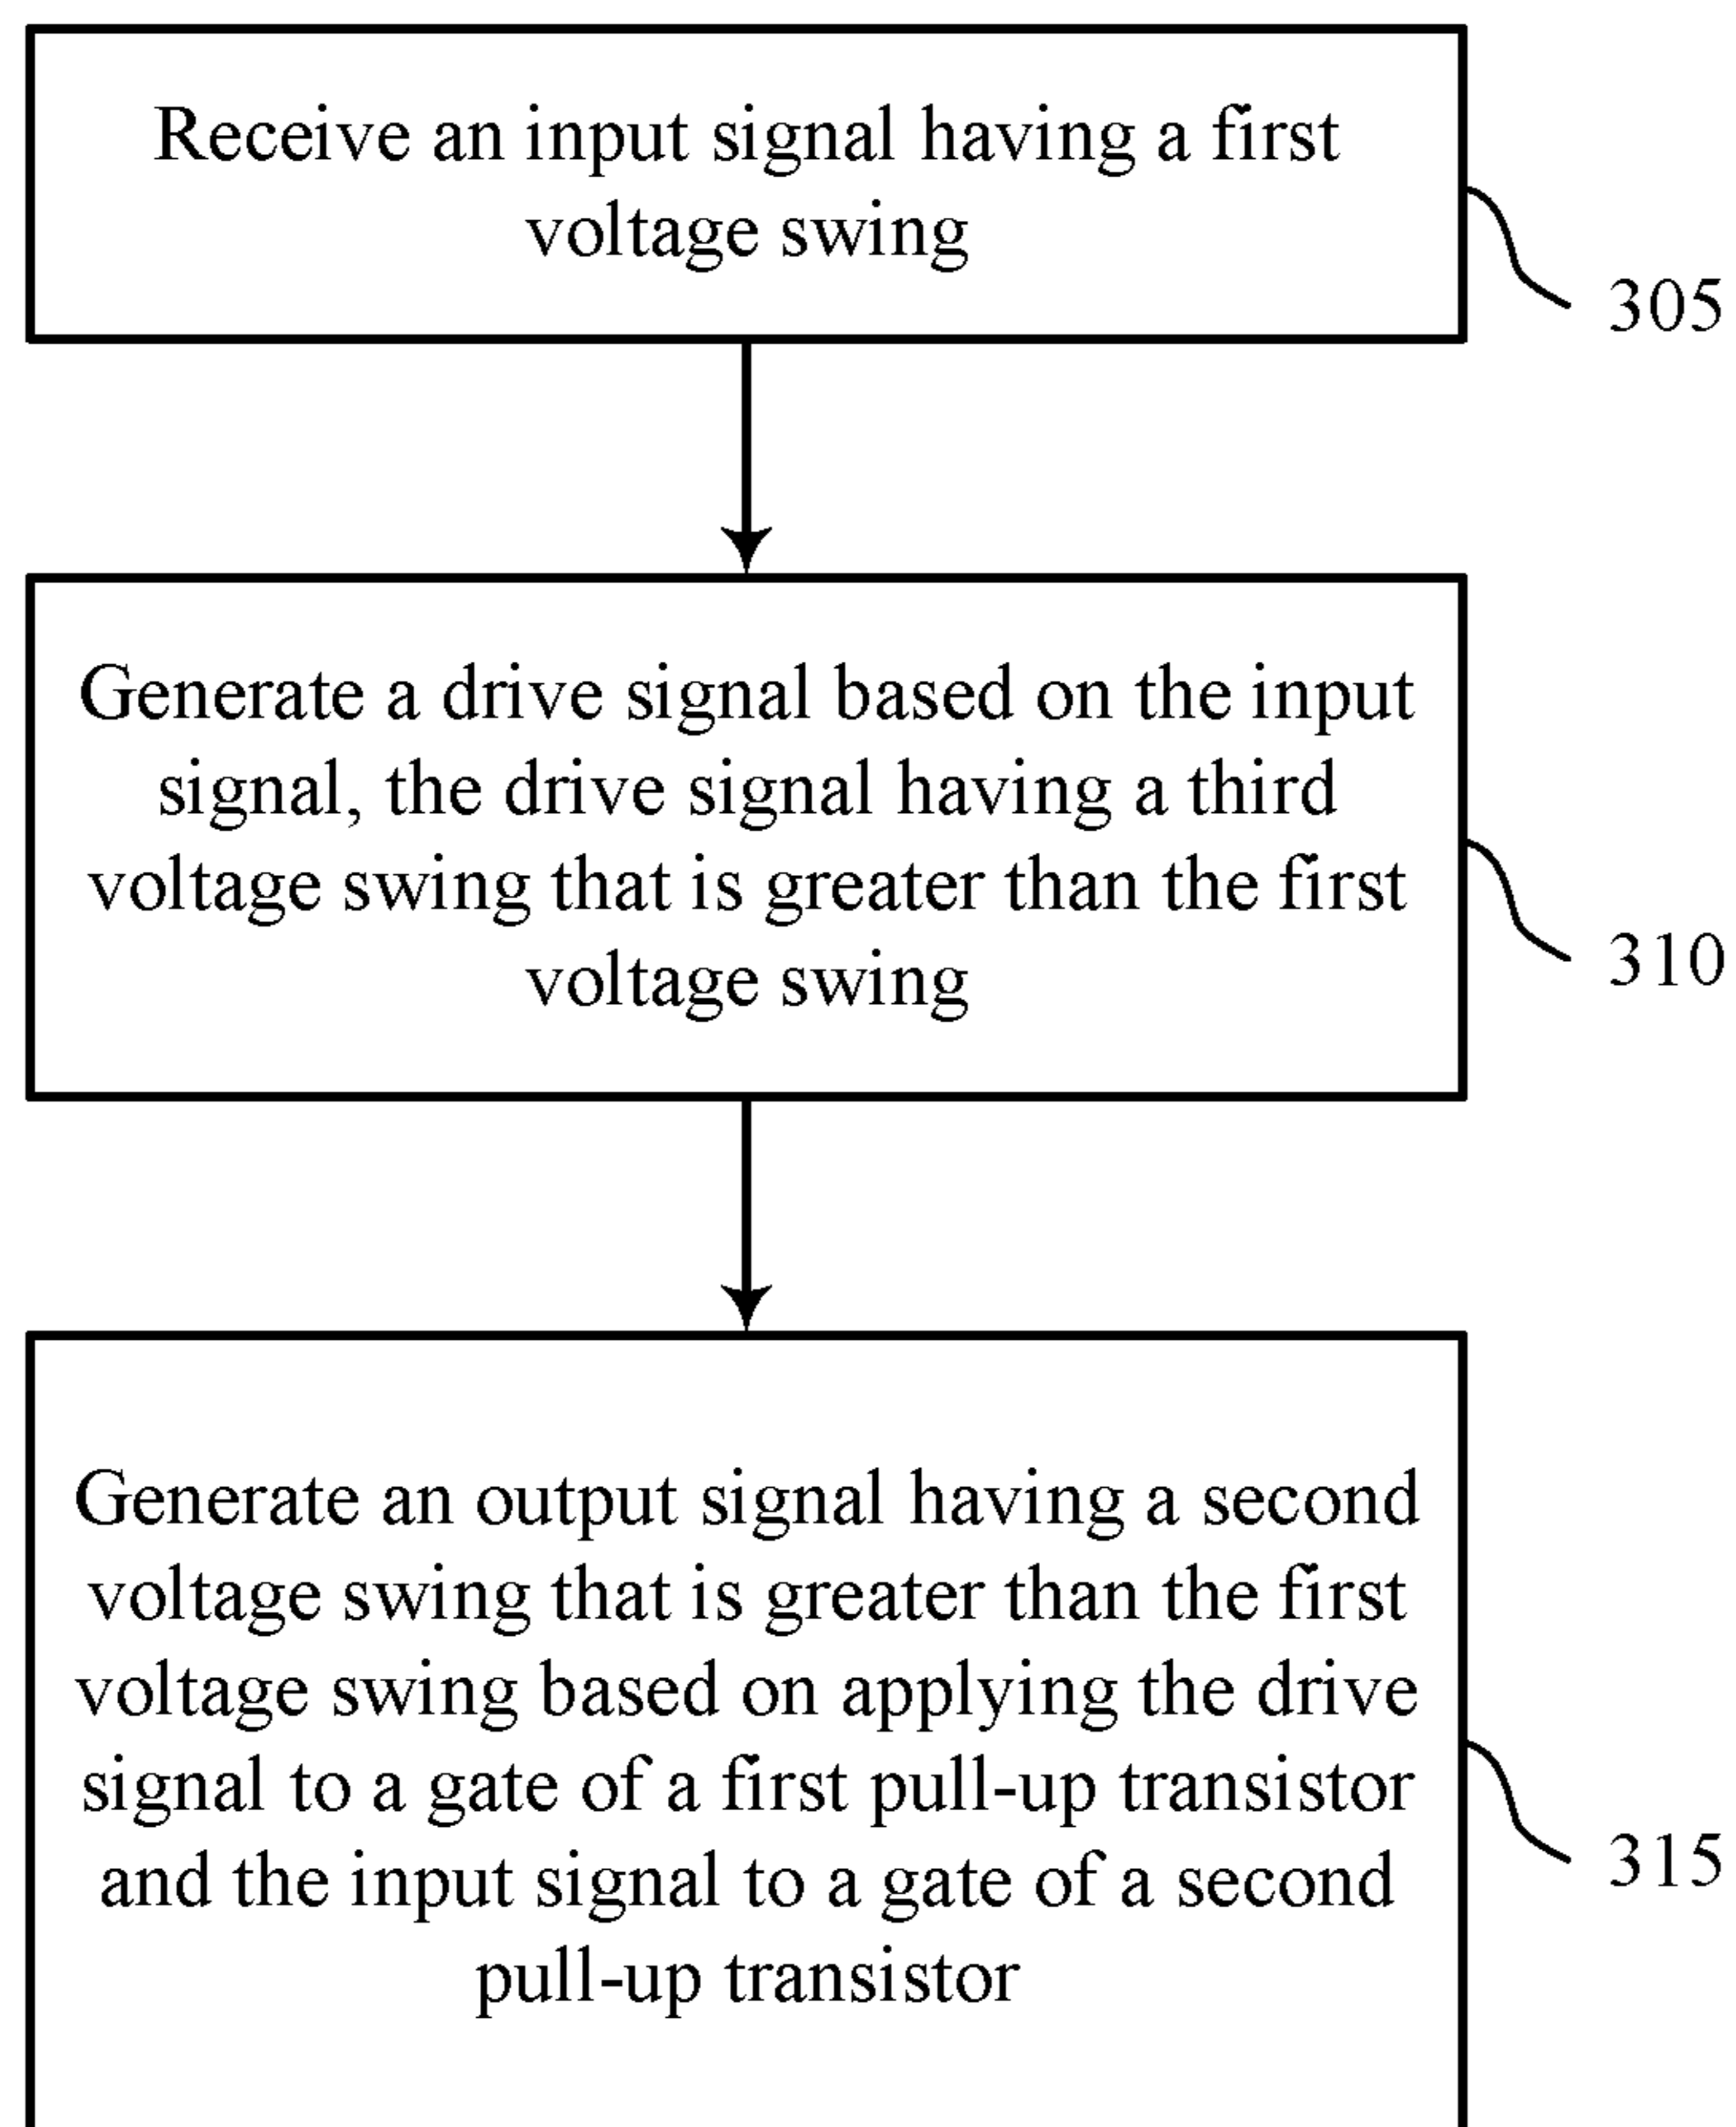 Receive an input signal having a first
voltage swing
305
Generate a drive signal based on the input
signal, the drive signal having a third
voltage swing that is greater than the first
voltage swing
310
Generate an output signal having a second
voltage swing that is greater than the first
voltage swing based on applying the drive
signal to a gate of a first pull-up transistor
and the input signal to a gate of a second
pull-up transistor
315